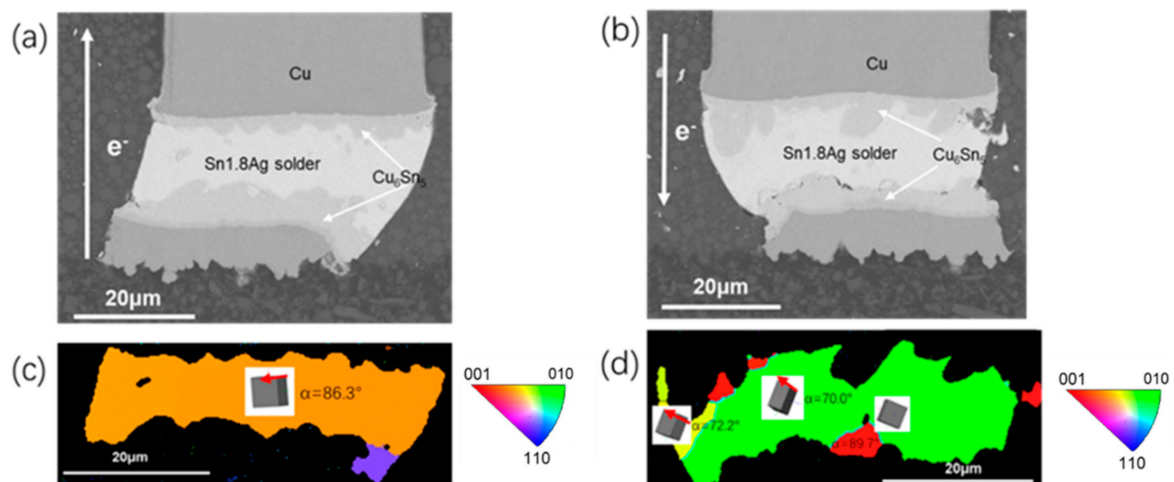 (a)
Cu
e⁻
Sn1.8Ag solder
Cu₆Sn₅
20μm
(b)
Cu
e⁻
Sn1.8Ag solder
Cu₆Sn₅
20μm
(c)
α=86.3°
20μm
001 010
110
(d)
α=70.0°
α=72.2°
α=89.7°
20μm
001 010
110